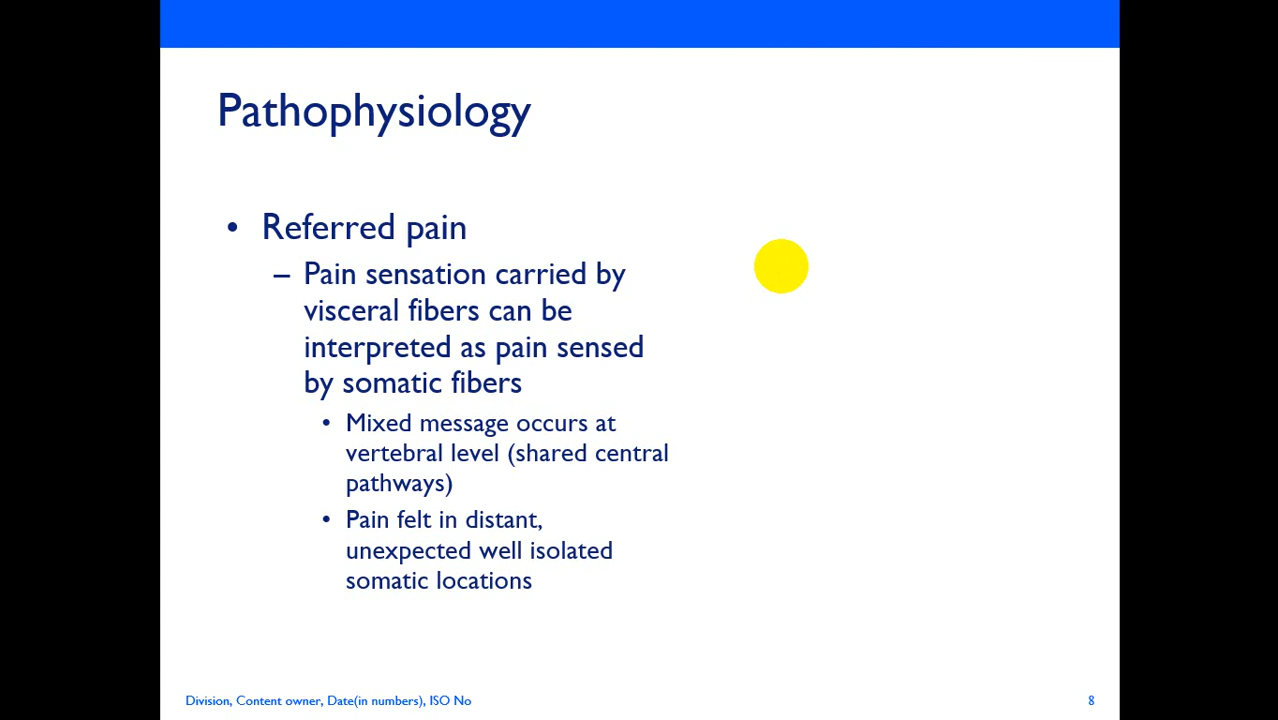 Pathophysiology
• Referred pain
– Pain sensation carried by
visceral fibers can be
interpreted as pain sensed
by somatic fibers
• Mixed message occurs at
vertebral level (shared central
pathways)
• Pain felt in distant,
unexpected well isolated
somatic locations
Division, Content owner, Date(in numbers), ISO No
8